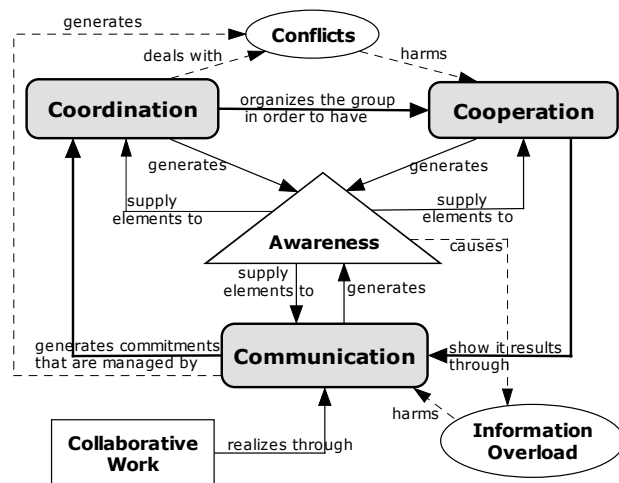 generates
Conflicts
deals with
harms
Coordination
organizes the group
in order to have
Cooperation
generates
generates
supply
elements to
supply
elements to
Awareness
causes
supply
elements to
generates
generates commitments
that are managed by
Communication
show it results
through
harms
Collaborative
Work
realizes through
Information
Overload